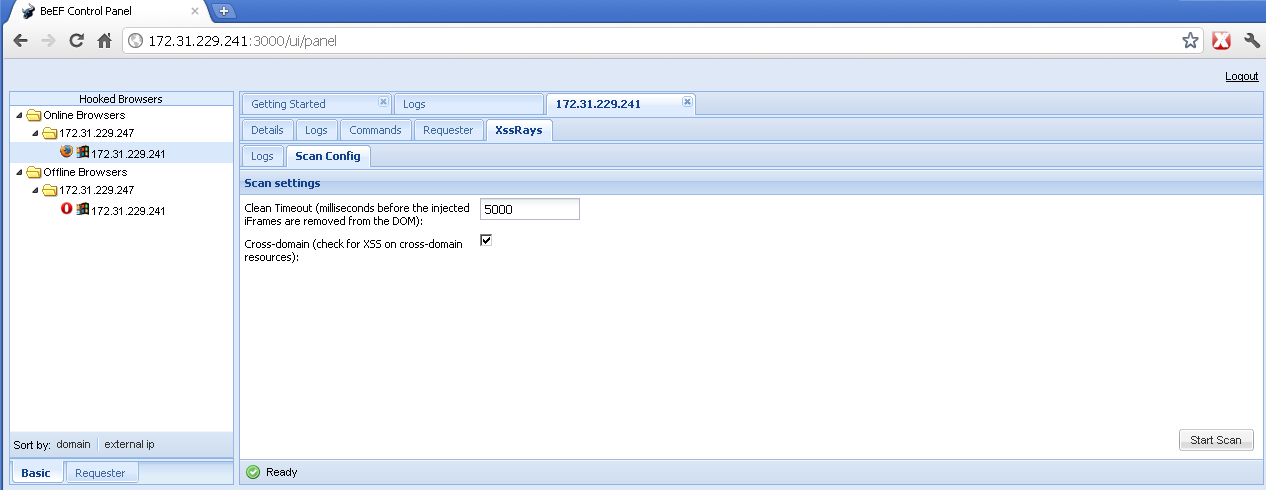 BeEF Control Panel
172.31.229.241:3000/ui/panel
Logout
Hooked Browsers
Online Browsers
172.31.229.247
172.31.229.241
Offline Browsers
172.31.229.247
172.31.229.241
Sort by: domain external ip
Basic Requester
Getting Started Logs 172.31.229.241
Details Logs Commands Requester XssRays
Logs Scan Config
Scan settings
Clean Timeout (milliseconds before the injected
iFrames are removed from the DOM):
5000
Cross-domain (check for XSS on cross-domain
resources):
Start Scan
Ready